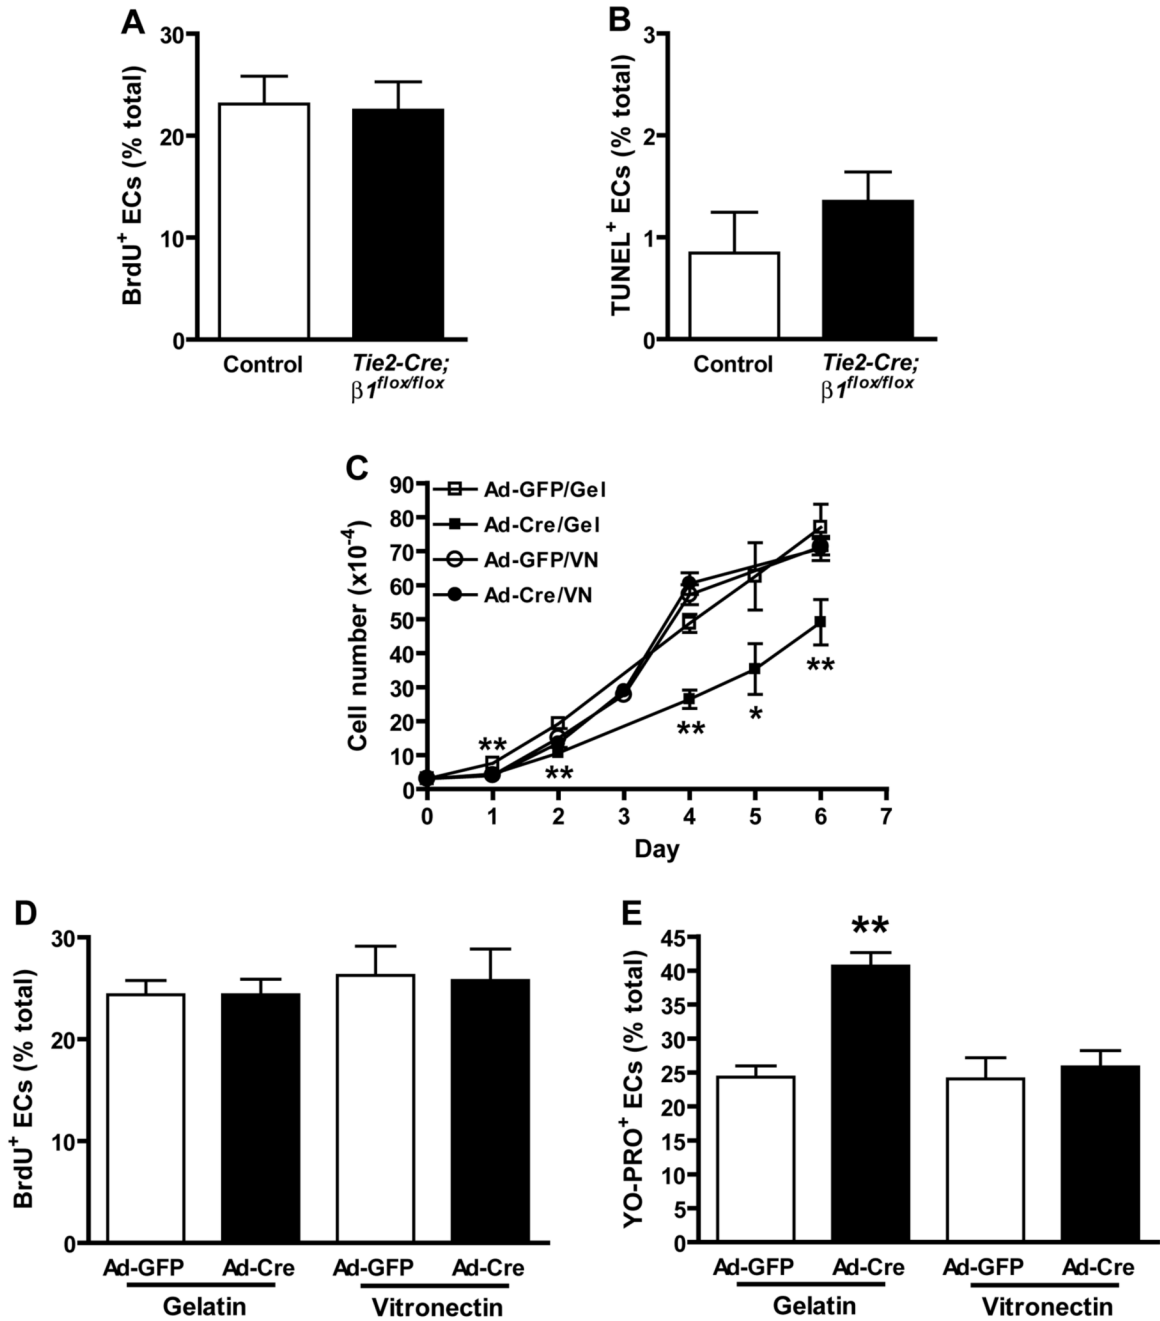 A
BrdU+ ECs (% total)
30
20
10
0
Control
Tie2-Cre;
β1flox/flox
B
TUNEL+ ECs (% total)
3
2
1
0
Control
Tie2-Cre;
β1flox/flox
C
Cell number (x10-4)
90
80
70
60
50
40
30
20
10
0
Ad-GFP/Gel
Ad-Cre/Gel
Ad-GFP/VN
Ad-Cre/VN
**
**
**
*
**
0 1 2 3 4 5 6 7
Day
D
BrdU+ ECs (% total)
30
20
10
0
Ad-GFP Ad-Cre Ad-GFP Ad-Cre
Gelatin Vitronectin
E
YO-PRO+ ECs (% total)
45
40
35
30
25
20
15
10
5
0
**
Ad-GFP Ad-Cre Ad-GFP Ad-Cre
Gelatin Vitronectin